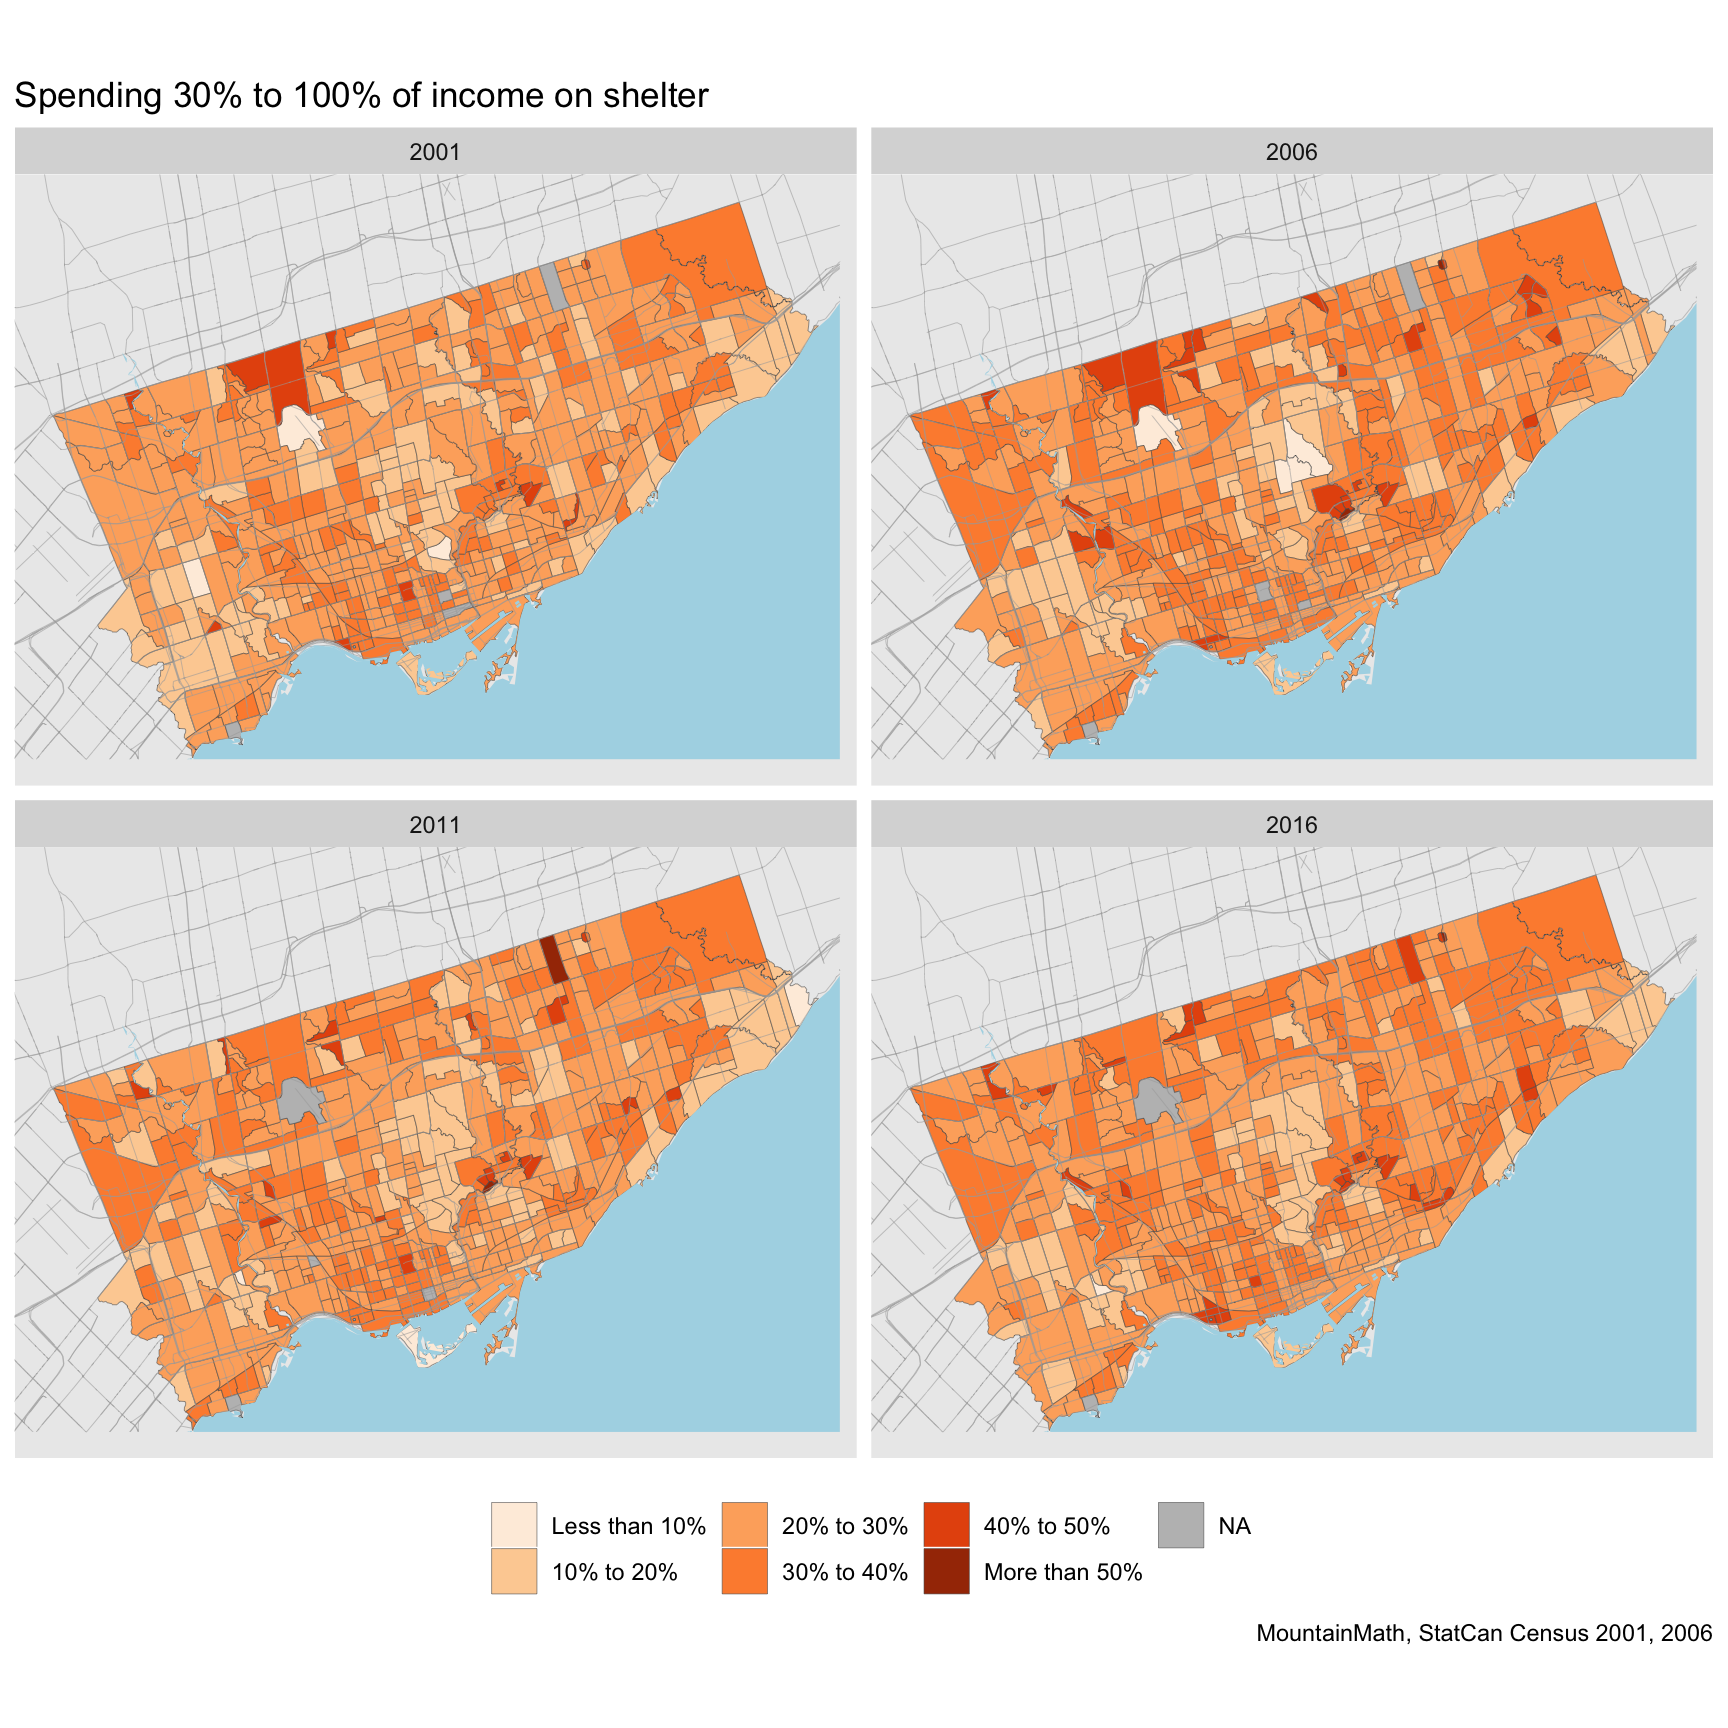 Spending 30% to 100% of income on shelter
2001
2006
2011
2016
Less than 10%
20% to 30%
40% to 50%
NA
10% to 20%
30% to 40%
More than 50%
MountainMath, StatCan Census 2001, 2006